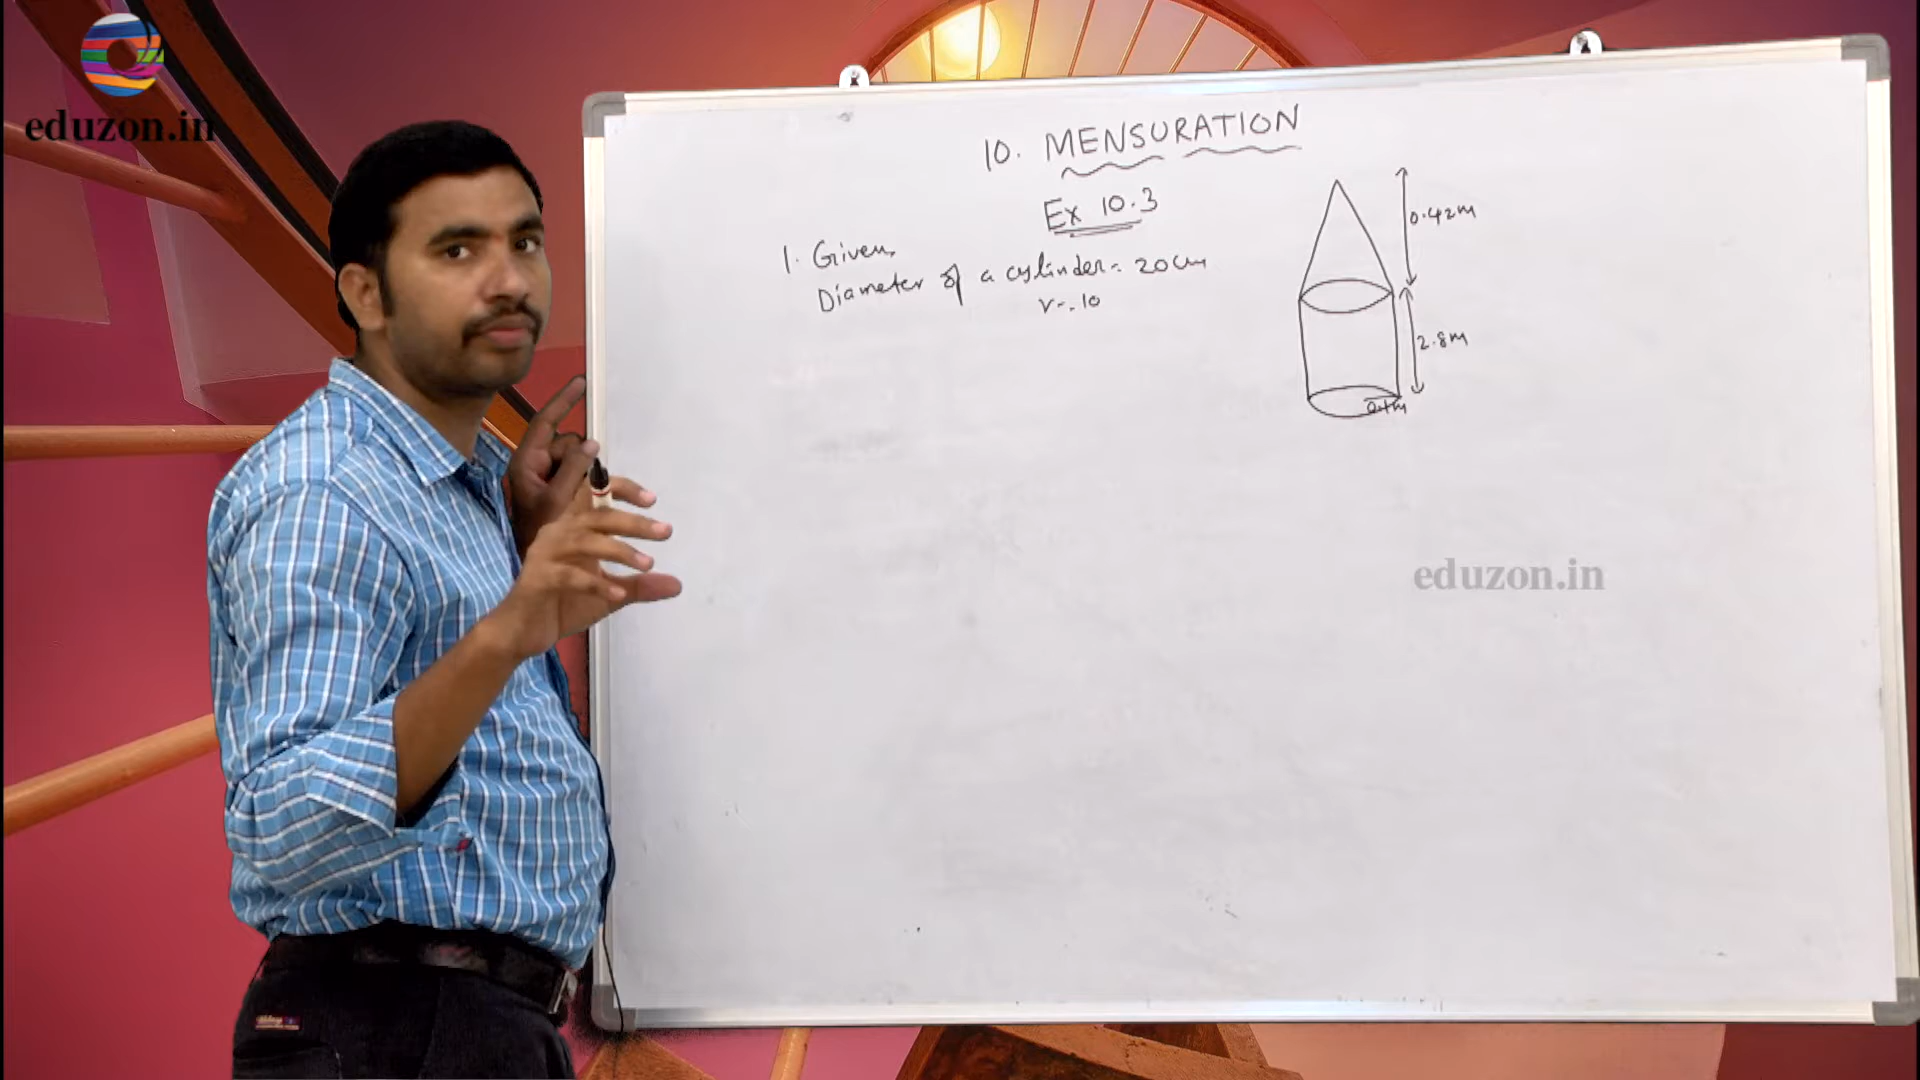 eduzon.in
10. MENSURATION
Ex 10.3
1. Given,
Diameter of a cylinder = 20cm
r = 10
0.42m
2.8m
eduzon.in